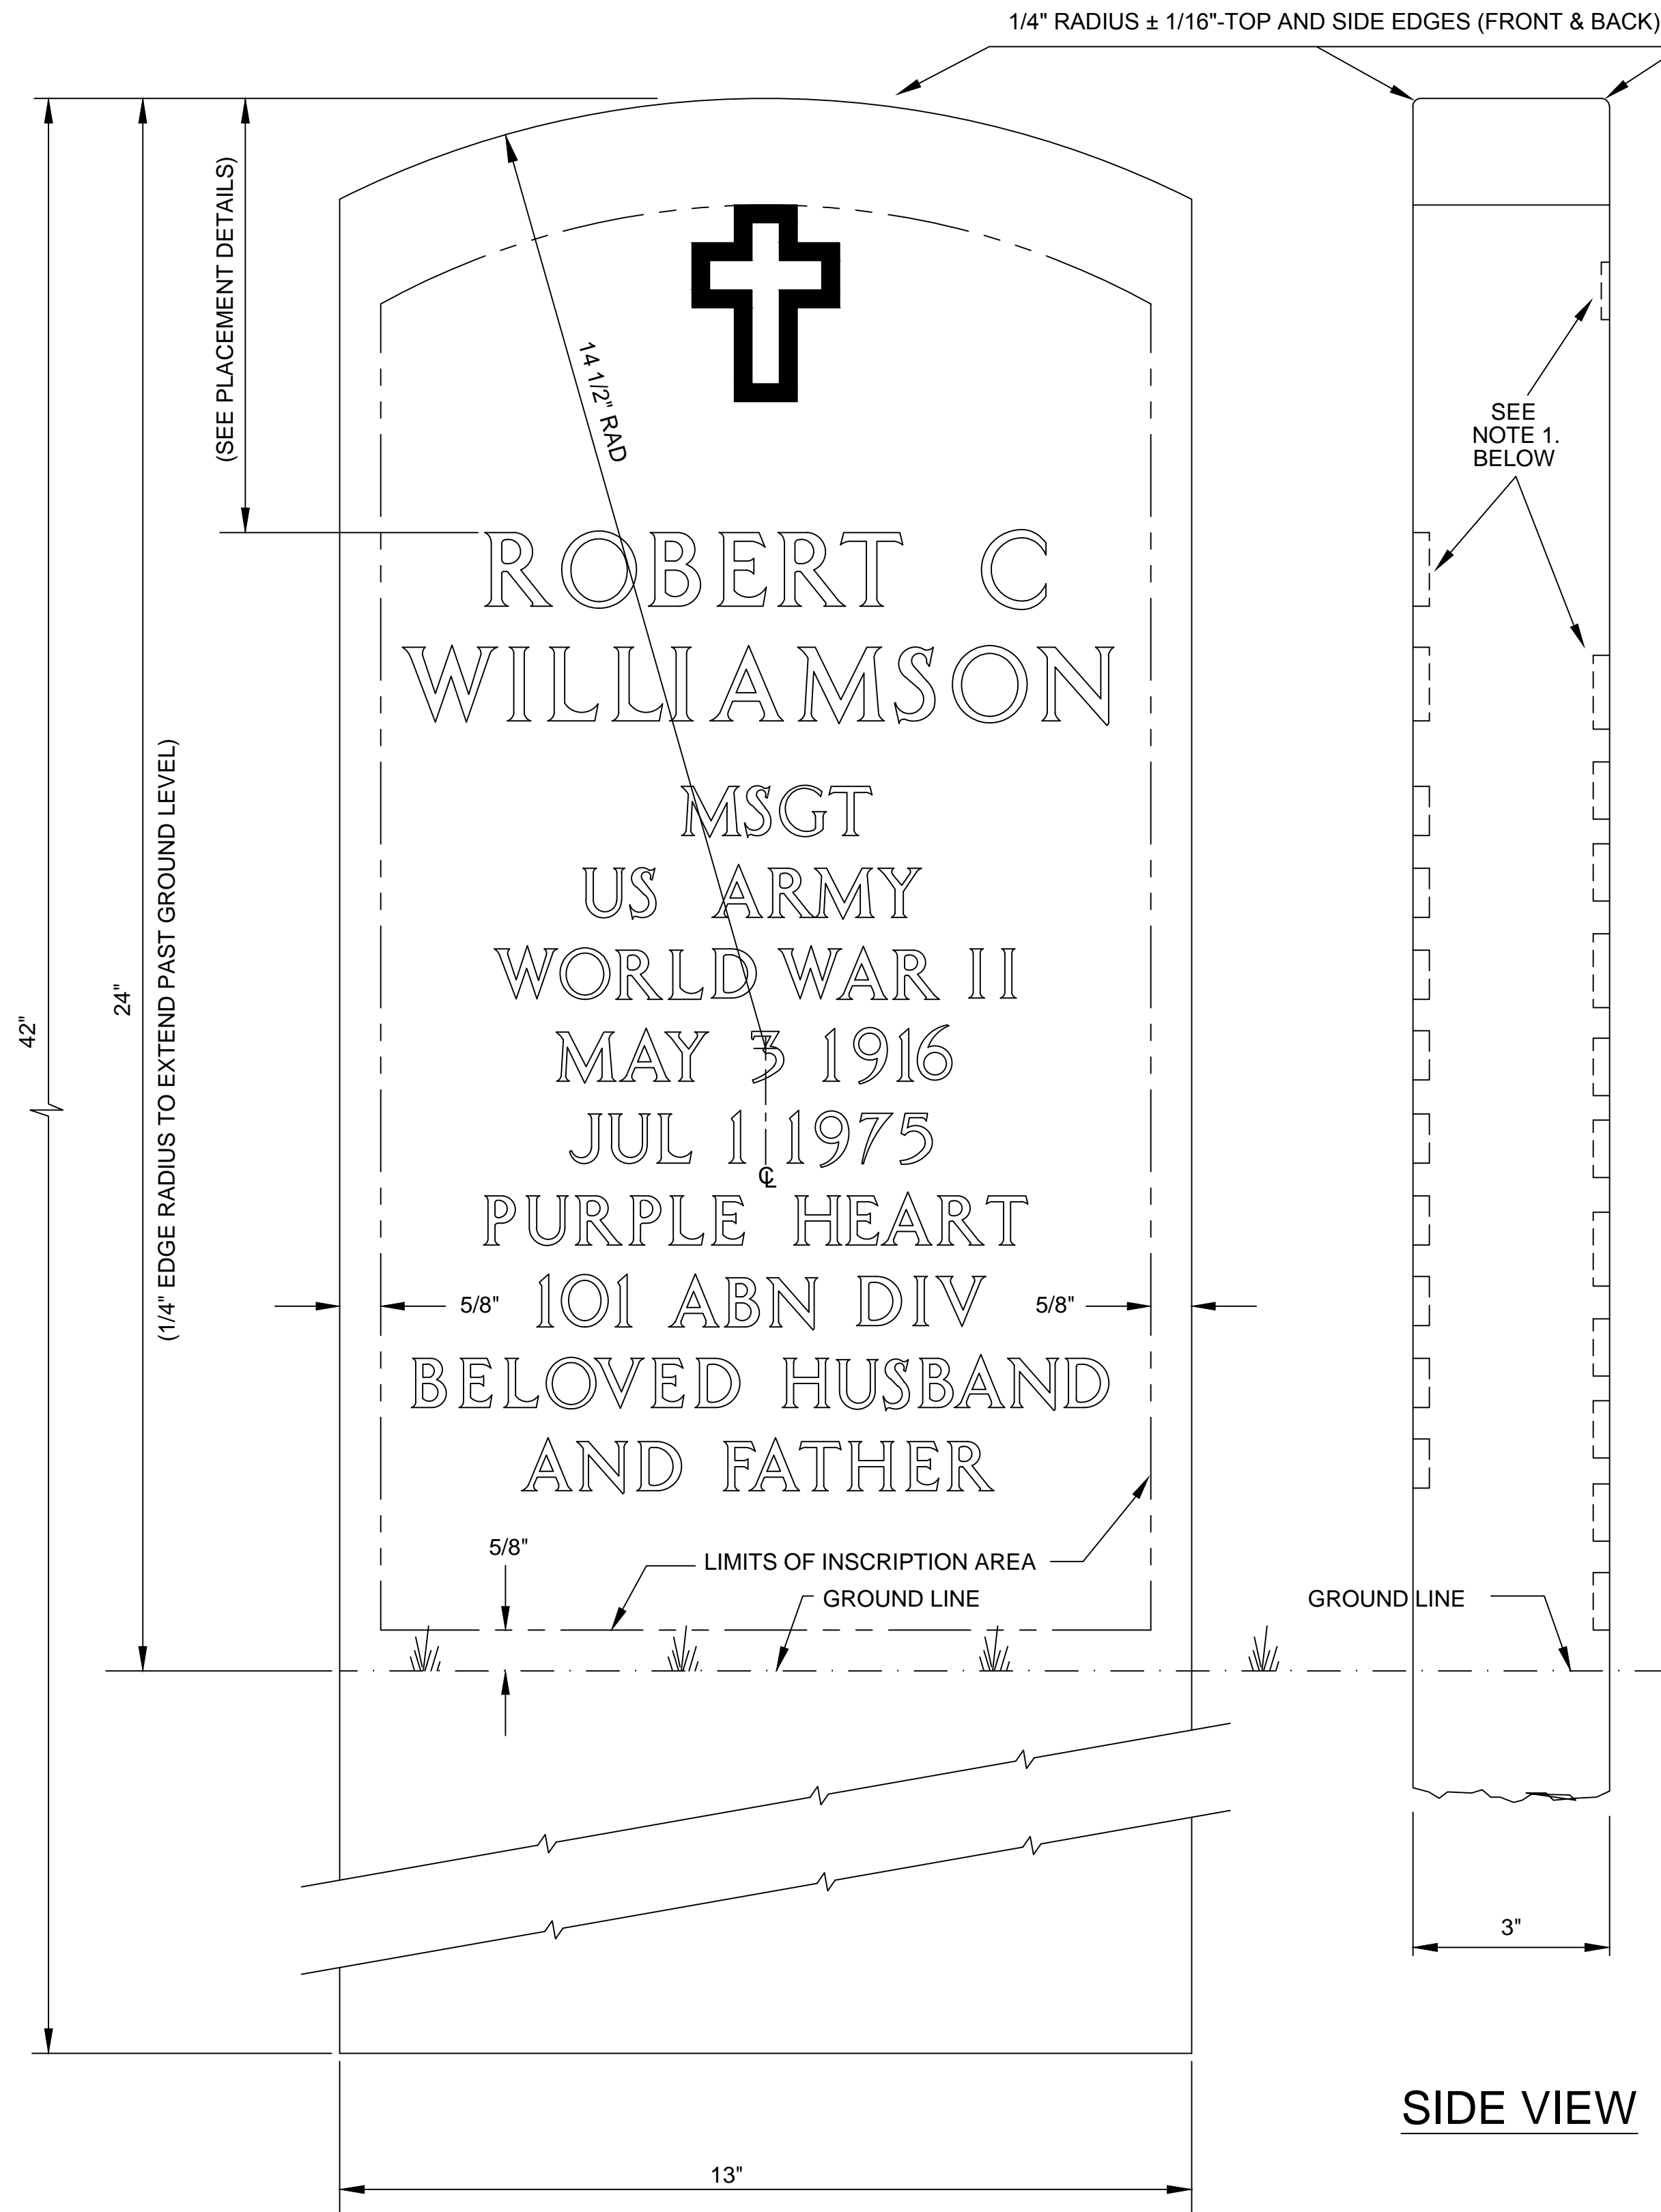 1/4" RADIUS ± 1/16"-TOP AND SIDE EDGES (FRONT & BACK)
42"
24"
(1/4" EDGE RADIUS TO EXTEND PAST GROUND LEVEL)
(SEE PLACEMENT DETAILS)
14 1/2" RAD
ROBERT C
WILLIAMSON
MSGT
US ARMY
WORLD WAR II
MAY 3 1916
JUL 1 1975
℄
PURPLE HEART
5/8" 101 ABN DIV 5/8"
BELOVED HUSBAND
AND FATHER
5/8"
LIMITS OF INSCRIPTION AREA
GROUND LINE
13"
SEE
NOTE 1.
BELOW
GROUND LINE
3"
SIDE VIEW